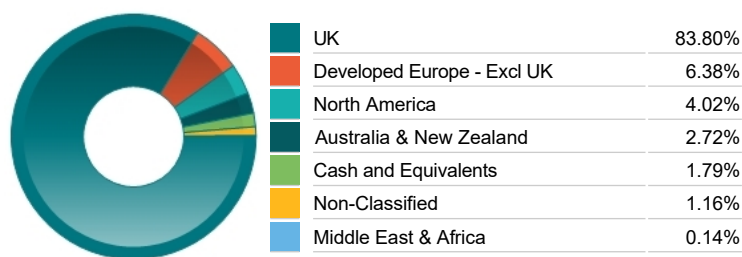 UK 83.80%
Developed Europe - Excl UK 6.38%
North America 4.02%
Australia & New Zealand 2.72%
Cash and Equivalents 1.79%
Non-Classified 1.16%
Middle East & Africa 0.14%